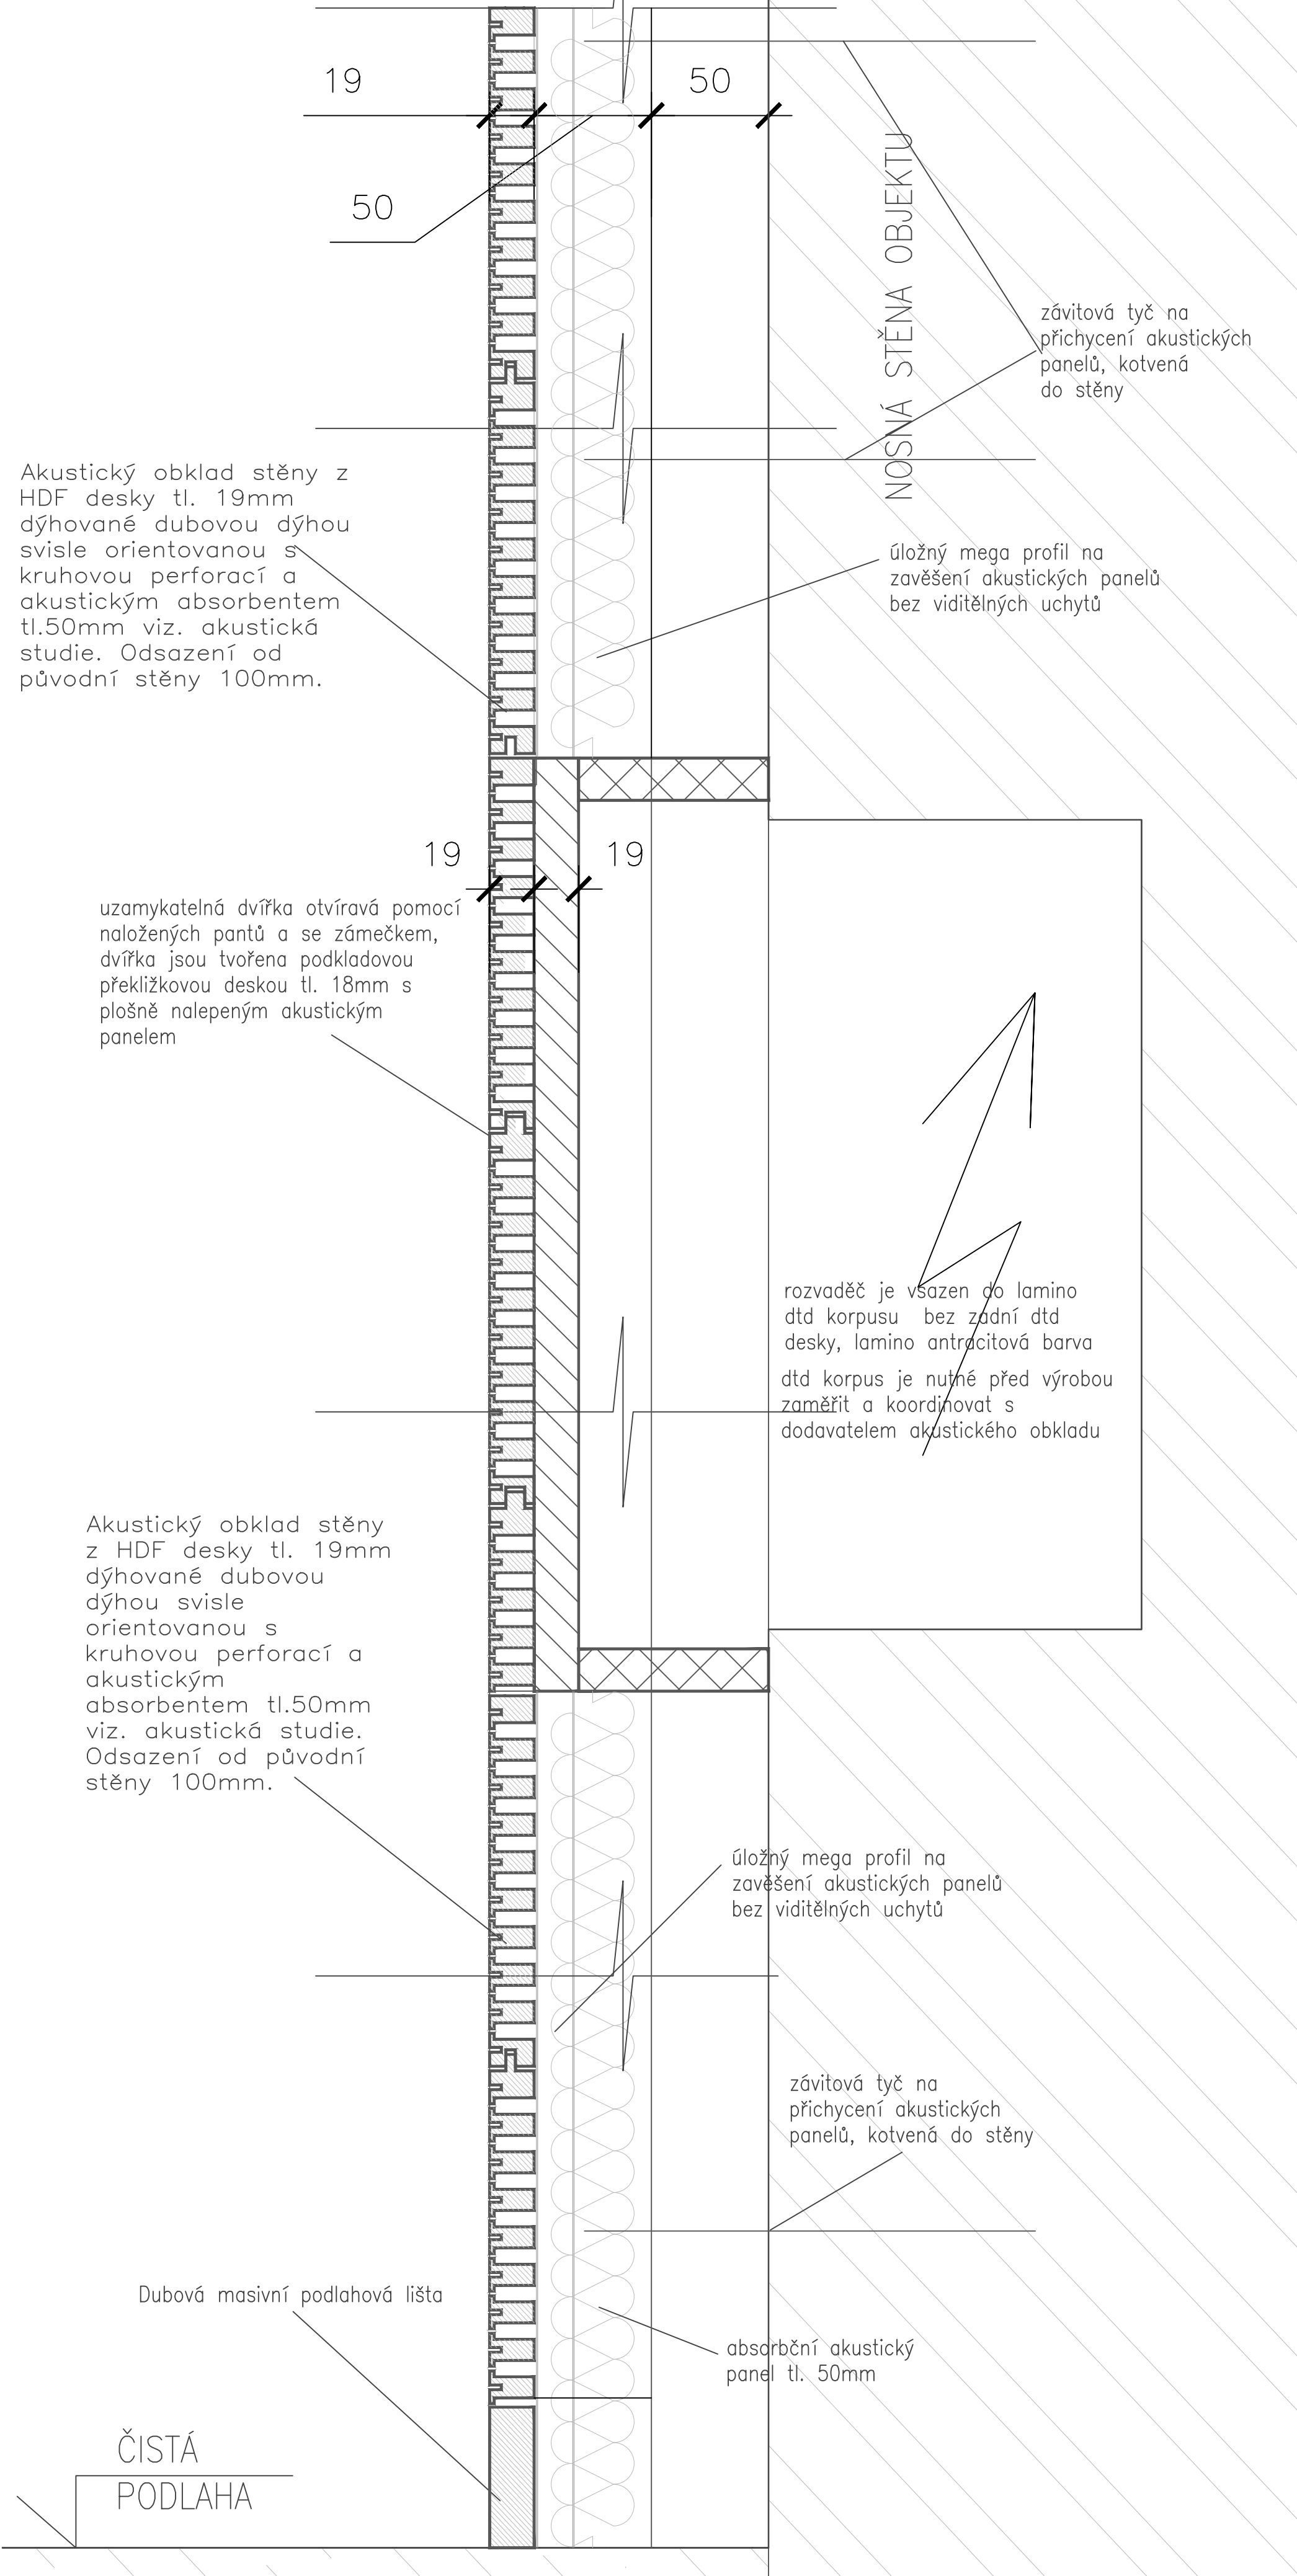 19
50
50
NOSNÁ STĚNA OBJEKTU
závitová tyč na
přichycení akustických
panelů, kotvená
do stěny
Akustický obklad stěny z
HDF desky tl. 19mm
dýhované dubovou dýhou
svisle orientovanou s
kruhovou perforací a
akustickým absorbentem
tl.50mm viz. akustická
studie. Odsazení od
původní stěny 100mm.
úložný mega profil na
zavěšení akustických panelů
bez viditělných uchytů
19
19
uzamykatelná dvířka otvíravá pomocí
naložených pantů a se zámečkem,
dvířka jsou tvořena podkladovou
překližkovou deskou tl. 18mm s
plošně nalepeným akustickým
panelem
rozvaděč je vsazen do lamino
dtd korpusu bez zadní dtd
desky, lamino antracitová barva
dtd korpus je nutné před výrobou
zaměřit a koordinovat s
dodavatelem akustického obkladu
Akustický obklad stěny
z HDF desky tl. 19mm
dýhované dubovou
dýhou svisle
orientovanou s
kruhovou perforací a
akustickým
absorbentem tl.50mm
viz. akustická studie.
Odsazení od původní
stěny 100mm.
úložný mega profil na
zavěšení akustických panelů
bez viditělných uchytů
závitová tyč na
přichycení akustických
panelů, kotvená do stěny
Dubová masivní podlahová lišta
absorbční akustický
panel tl. 50mm
ČISTÁ
PODLAHA